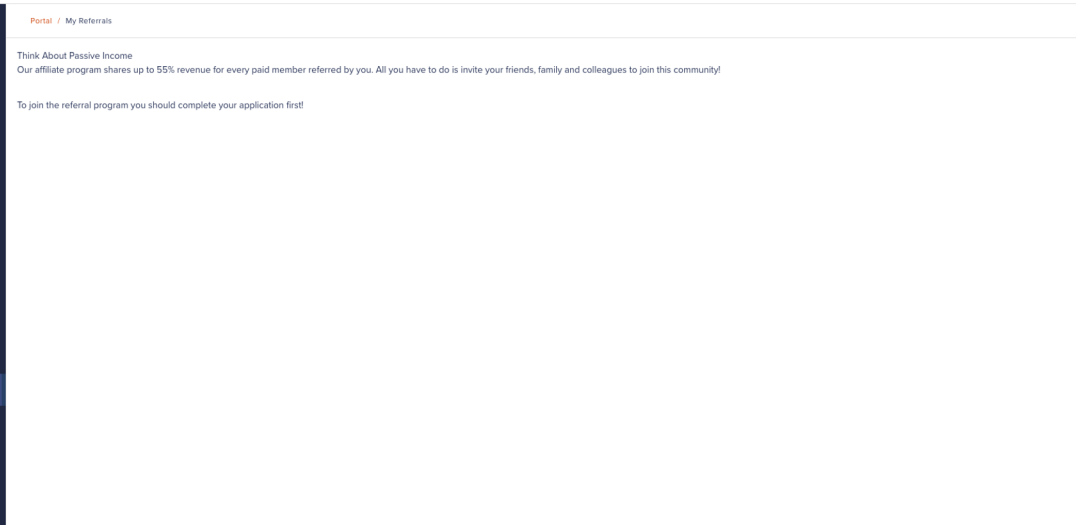 Portal / My Referrals
Think About Passive Income
Our affiliate program shares up to 55% revenue for every paid member referred by you. All you have to do is invite your friends, family and colleagues to join this community!
To join the referral program you should complete your application first!